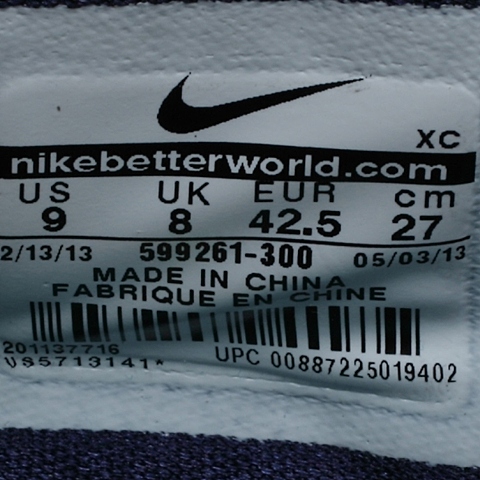 XC
nikebetterworld.com
US UK EUR cm
9 8 42.5 27
2/13/13 599261-300 05/03/13
MADE IN CHINA
FABRIQUE EN CHINE
201137716
VS5713141*
UPC 00887225019402